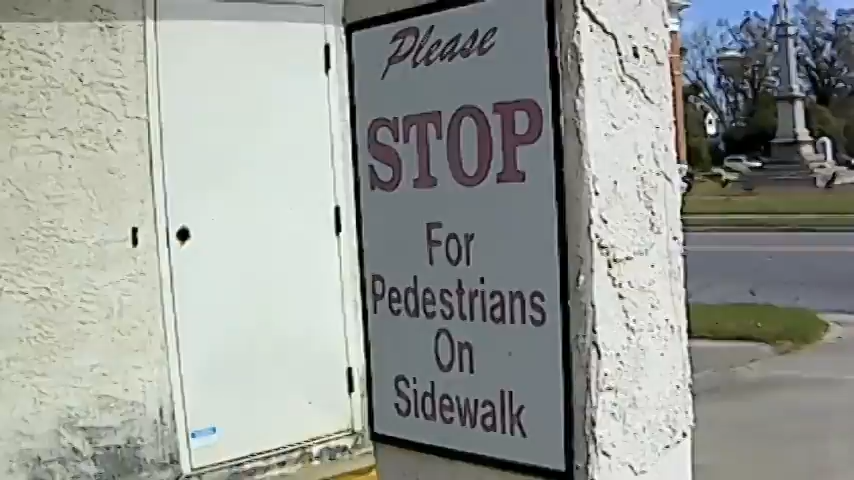 Please
STOP
For
Pedestrians
On
Sidewalk